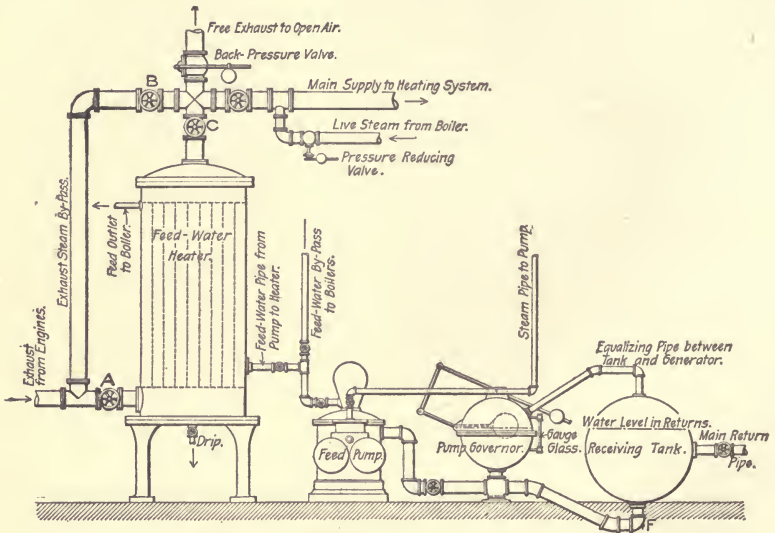 Free Exhaust to Open Air.
Back-Pressure Valve.
B
Main Supply to Heating System.
C
Live Steam from Boiler.
Pressure Reducing
Valve.
Exhaust Steam By-Pass.
Feed Outlet
to Boiler.
Feed-Water
Heater.
Feed-Water Pipe from
Pump to Heater.
Feed-Water By-Pass
to Boilers.
Steam Pipe to Pump.
Exhaust
from Engines.
A
Equalizing Pipe between
Tank and Generator.
Water Level in Returns.
Drip.
Feed Pump.
Pump Governor.
Gauge
Glass.
Receiving Tank.
Main Return
Pipe.
F